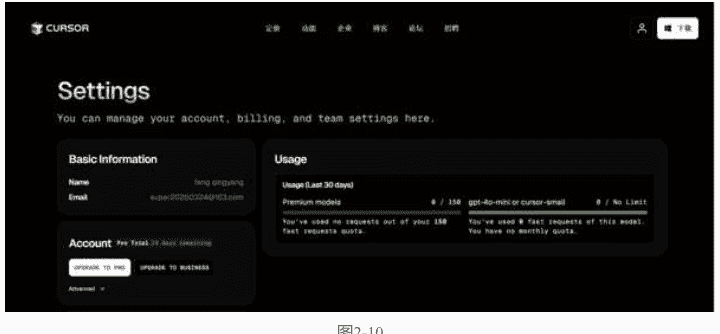 CURSOR
定价 功能 企业 博客 论坛 招聘
下载
Settings
You can manage your account, billing, and team settings here.
Basic Information
Name feng qingyang
Email
Account Pro Trial
UPGRADE TO PRO UPGRADE TO BUSINESS
Advanced
Usage
Usage (Last 30 days)
Premium models 0 / 150
You've used no requests out of your 150
fast requests quota.
gpt-4o-mini or cursor-small 0 / No Limit
You've used 0 fast requests of this model.
You have no monthly quota.
图2-10